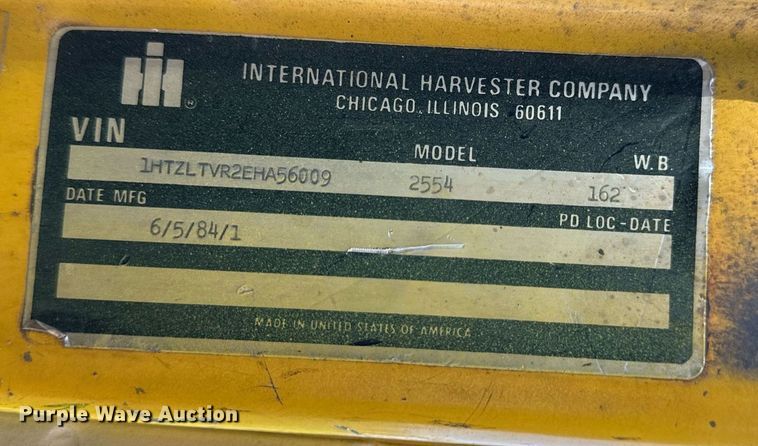 INTERNATIONAL HARVESTER COMPANY
CHICAGO, ILLINOIS 60611
VIN MODEL W.B.
1HTZLTVR2EHA56009 2554 162
DATE MFG PD LOC-DATE
6/5/84/1
MADE IN UNITED STATES OF AMERICA
Purple Wave Auction